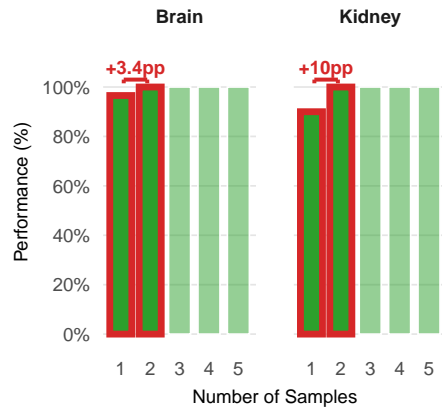 Brain
Kidney
+3.4pp
+10pp
100%
80%
60%
40%
20%
0%
Performance (%)
1 2 3 4 5
1 2 3 4 5
Number of Samples